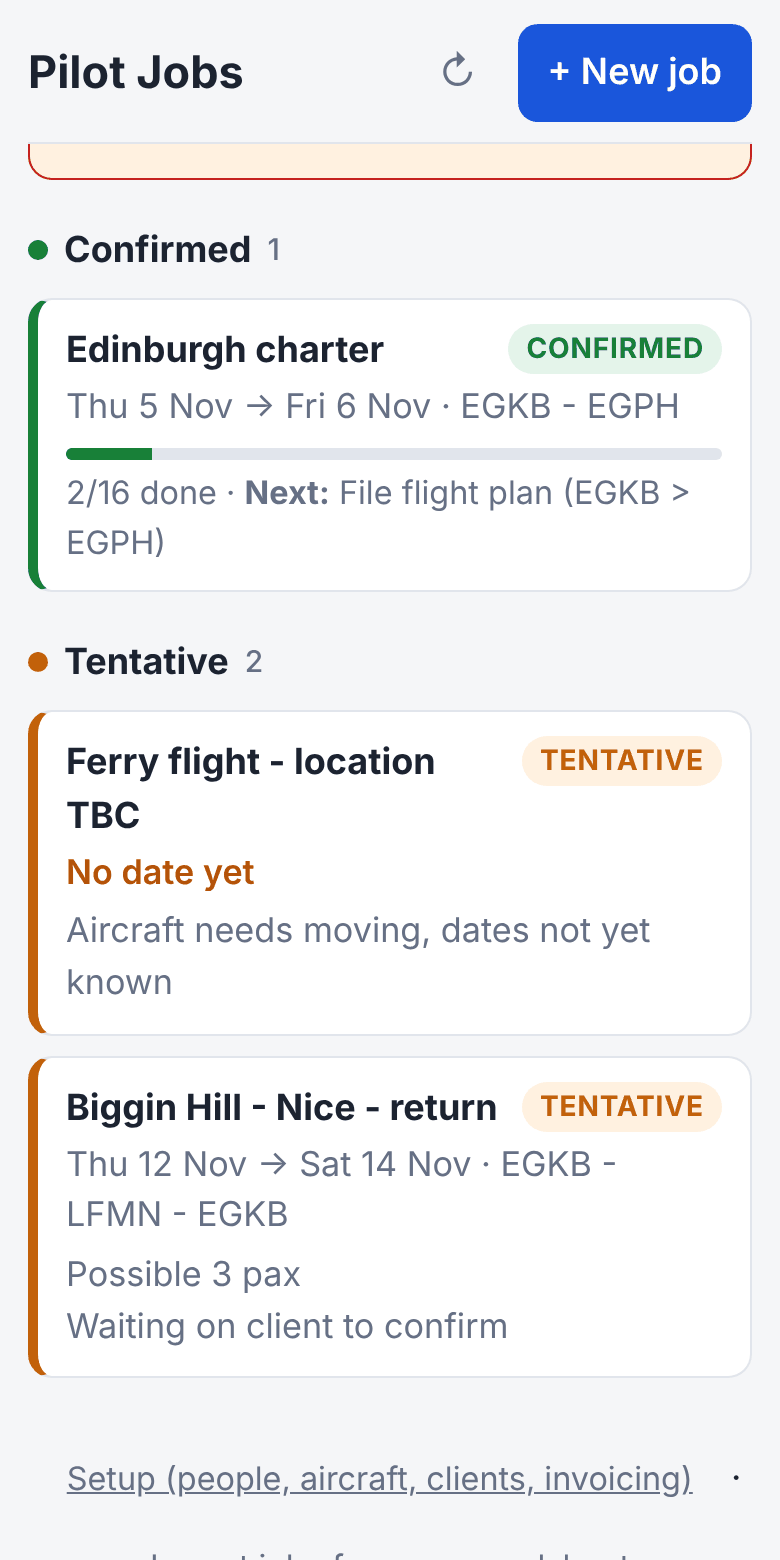 Pilot Jobs
+ New job
Confirmed 1
Edinburgh charter
CONFIRMED
Thu 5 Nov → Fri 6 Nov · EGKB - EGPH
2/16 done · Next: File flight plan (EGKB >
EGPH)
Tentative 2
Ferry flight - location
TBC
TENTATIVE
No date yet
Aircraft needs moving, dates not yet
known
Biggin Hill - Nice - return
TENTATIVE
Thu 12 Nov → Sat 14 Nov · EGKB -
LFMN - EGKB
Possible 3 pax
Waiting on client to confirm
Setup (people, aircraft, clients, invoicing) ·